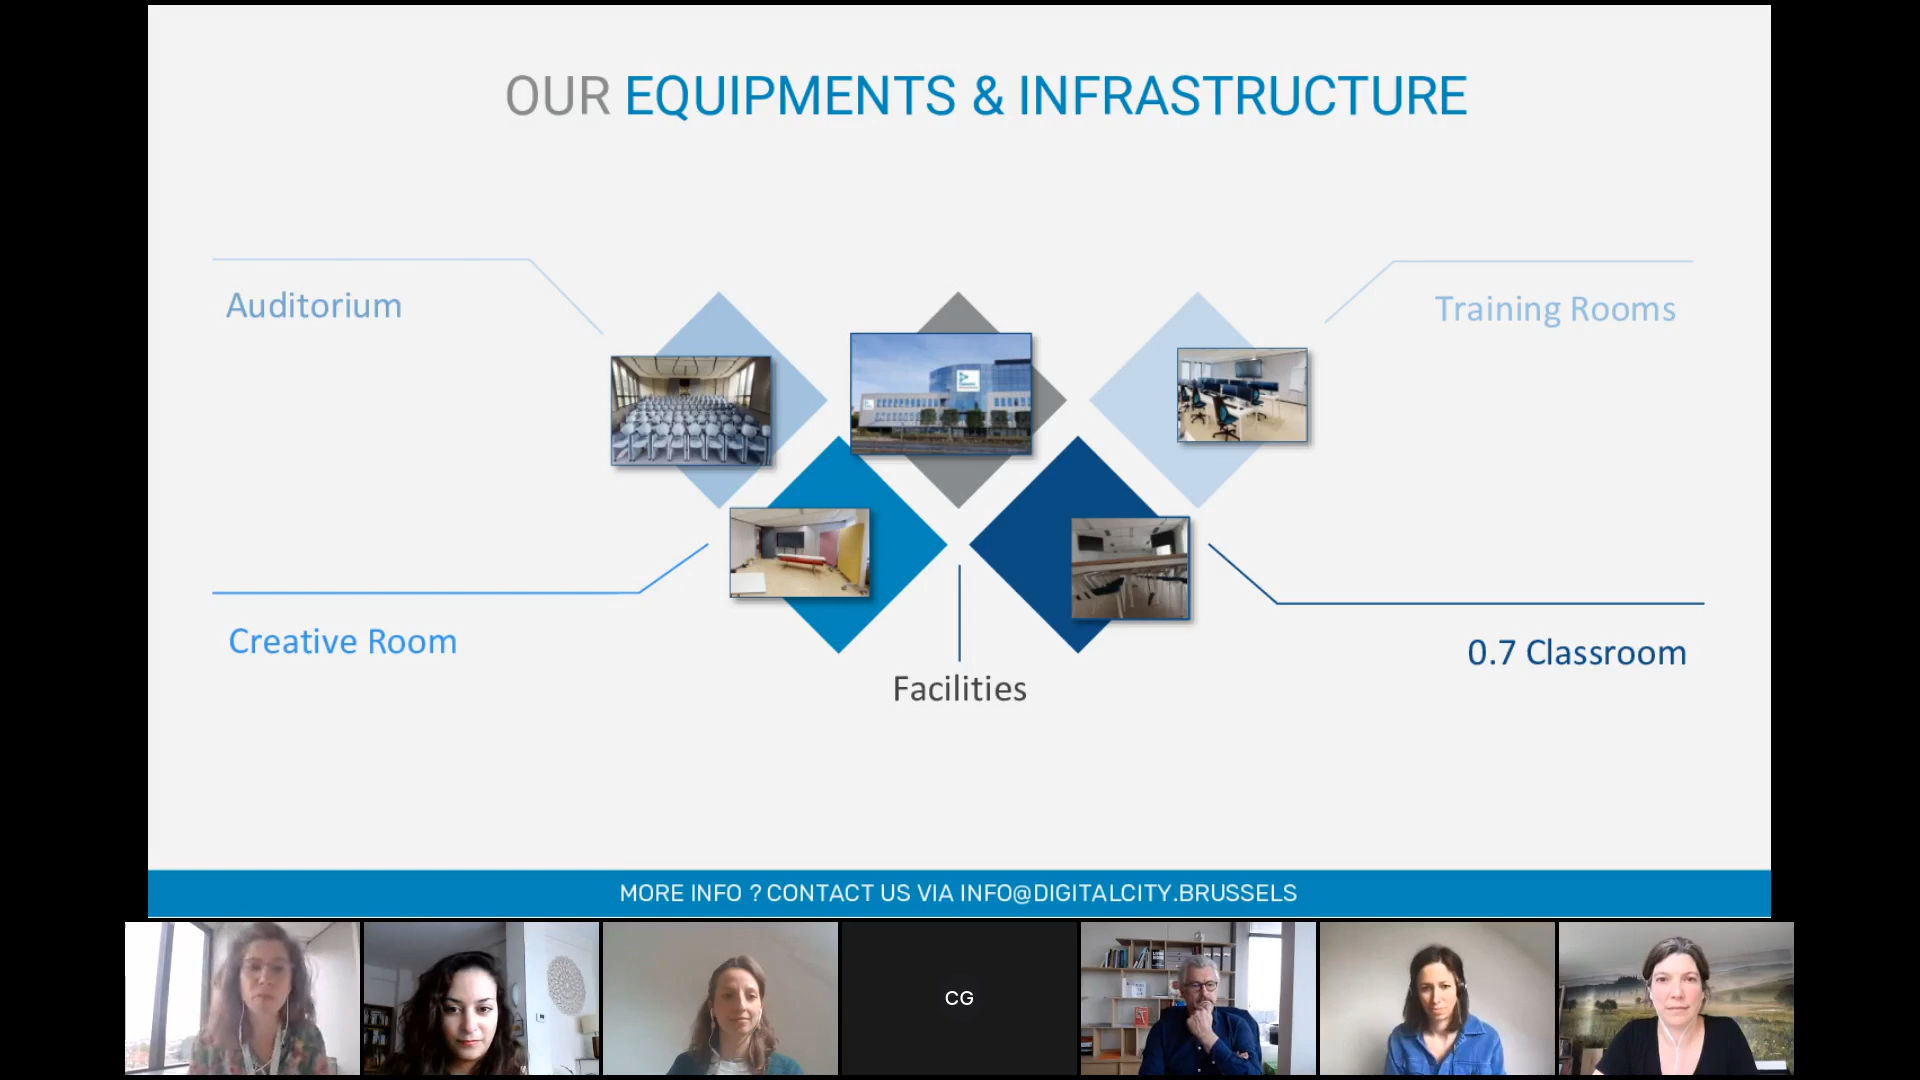 OUR EQUIPMENTS & INFRASTRUCTURE
Auditorium
Training Rooms
Creative Room
0.7 Classroom
Facilities
MORE INFO ? CONTACT US VIA INFO@DIGITALCITY.BRUSSELS
CG